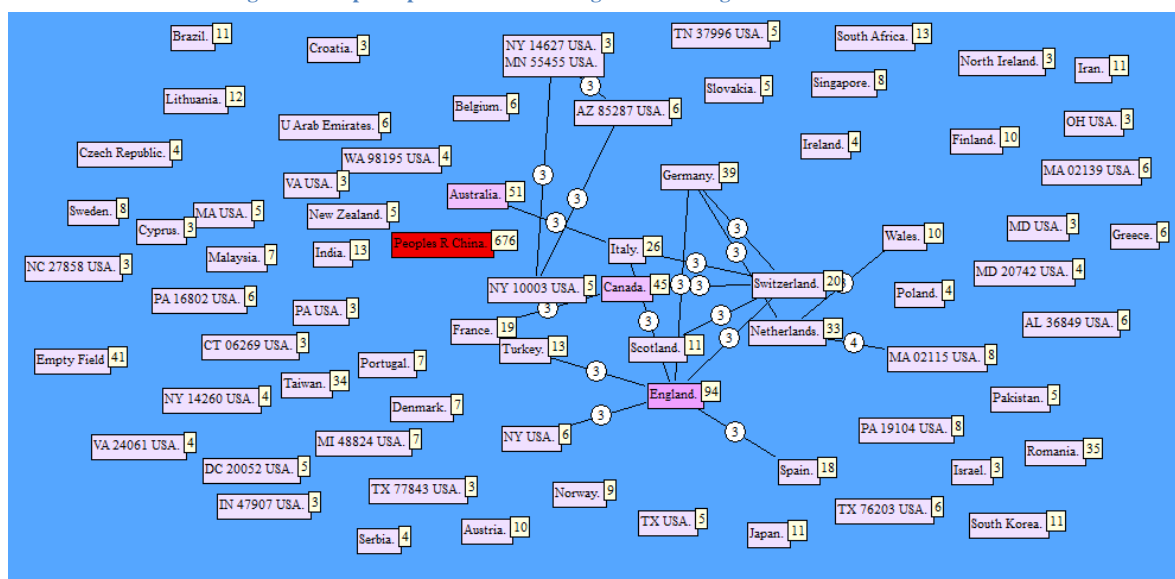 Brazil. 11
Croatia. 3
NY 14627 USA. 3
MN 55455 USA.
TN 37996 USA. 5
South Africa. 13
North Ireland. 3
Iran. 11
Lithuania. 12
Belgium. 6
3
AZ 85287 USA. 6
Slovakia. 5
Singapore. 8
OH USA. 3
U Arab Emirates. 6
Czech Republic. 4
WA 98195 USA. 4
Ireland. 4
Finland. 10
VA USA. 3
Australia. 51
3
3
Germany. 39
MA 02139 USA. 6
Sweden. 8
MA USA. 5
Cyprus. 3
New Zealand. 5
3
3
Wales. 10
MD USA. 3
Greece. 6
Peoples R China. 676
Malaysia. 7
India. 13
Italy. 26
3
3
NC 27858 USA. 3
MD 20742 USA. 4
NY 10003 USA. 5
Canada. 45
3
3
Switzerland. 20
Poland. 4
PA 16802 USA. 6
PA USA. 3
3
France. 19
3
3
Netherlands. 33
AL 36849 USA. 6
CT 06269 USA. 3
Turkey. 13
Scotland. 11
3
4
MA 02115 USA. 8
Empty Field 41
Portugal. 7
Taiwan. 34
3
NY 14260 USA. 4
Denmark. 7
England. 94
Pakistan. 5
3
3
VA 24061 USA. 4
MI 48824 USA. 7
NY USA. 6
PA 19104 USA. 8
Romania. 35
DC 20052 USA. 5
Spain. 18
Israel. 3
IN 47907 USA. 3
TX 77843 USA. 3
Norway. 9
TX 76203 USA. 6
Serbia. 4
Austria. 10
TX USA. 5
Japan. 11
South Korea. 11